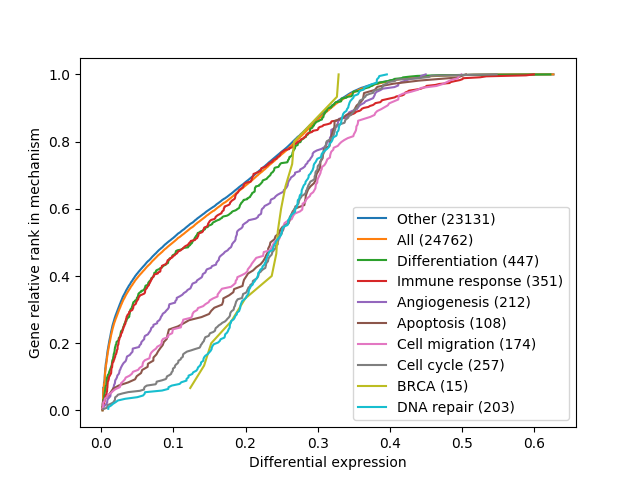 1.0
0.8
0.6
0.4
0.2
0.0
Gene relative rank in mechanism
0.0 0.1 0.2 0.3 0.4 0.5 0.6
Differential expression
Other (23131)
All (24762)
Differentiation (447)
Immune response (351)
Angiogenesis (212)
Apoptosis (108)
Cell migration (174)
Cell cycle (257)
BRCA (15)
DNA repair (203)